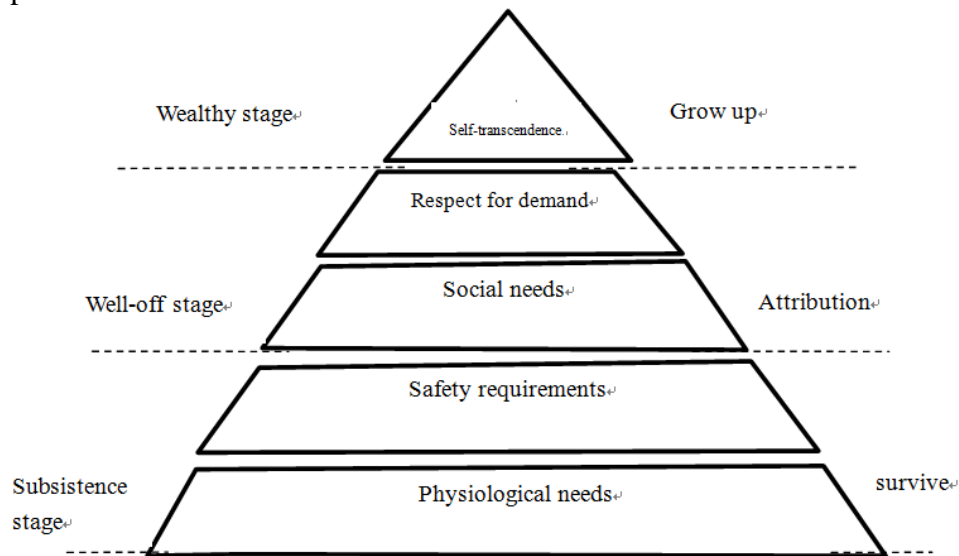 Wealthy stage
Grow up
Self-transcendence.
Respect for demand
Social needs
Well-off stage
Attribution
Safety requirements
Subsistence
stage
Physiological needs
survive